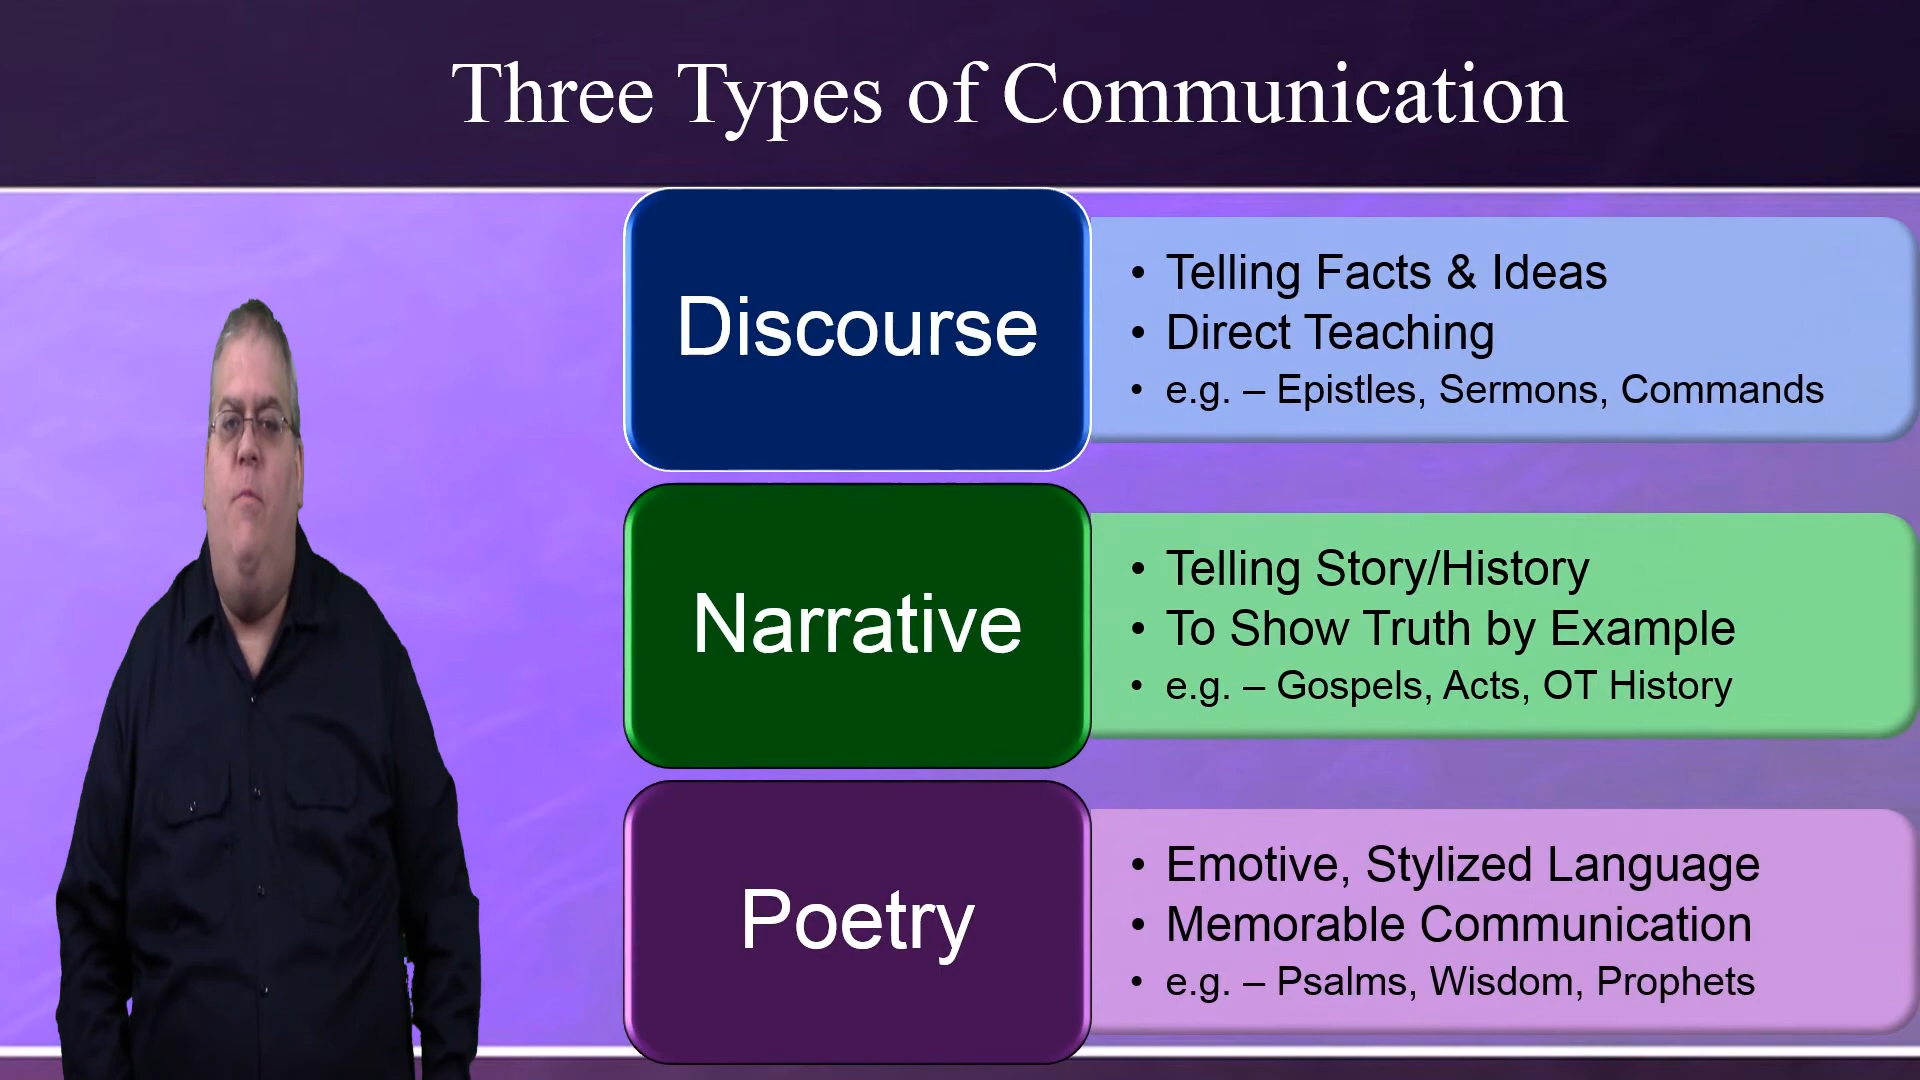 Three Types of Communication
Discourse
• Telling Facts & Ideas
• Direct Teaching
• e.g. – Epistles, Sermons, Commands
Narrative
• Telling Story/History
• To Show Truth by Example
• e.g. – Gospels, Acts, OT History
Poetry
• Emotive, Stylized Language
• Memorable Communication
• e.g. – Psalms, Wisdom, Prophets